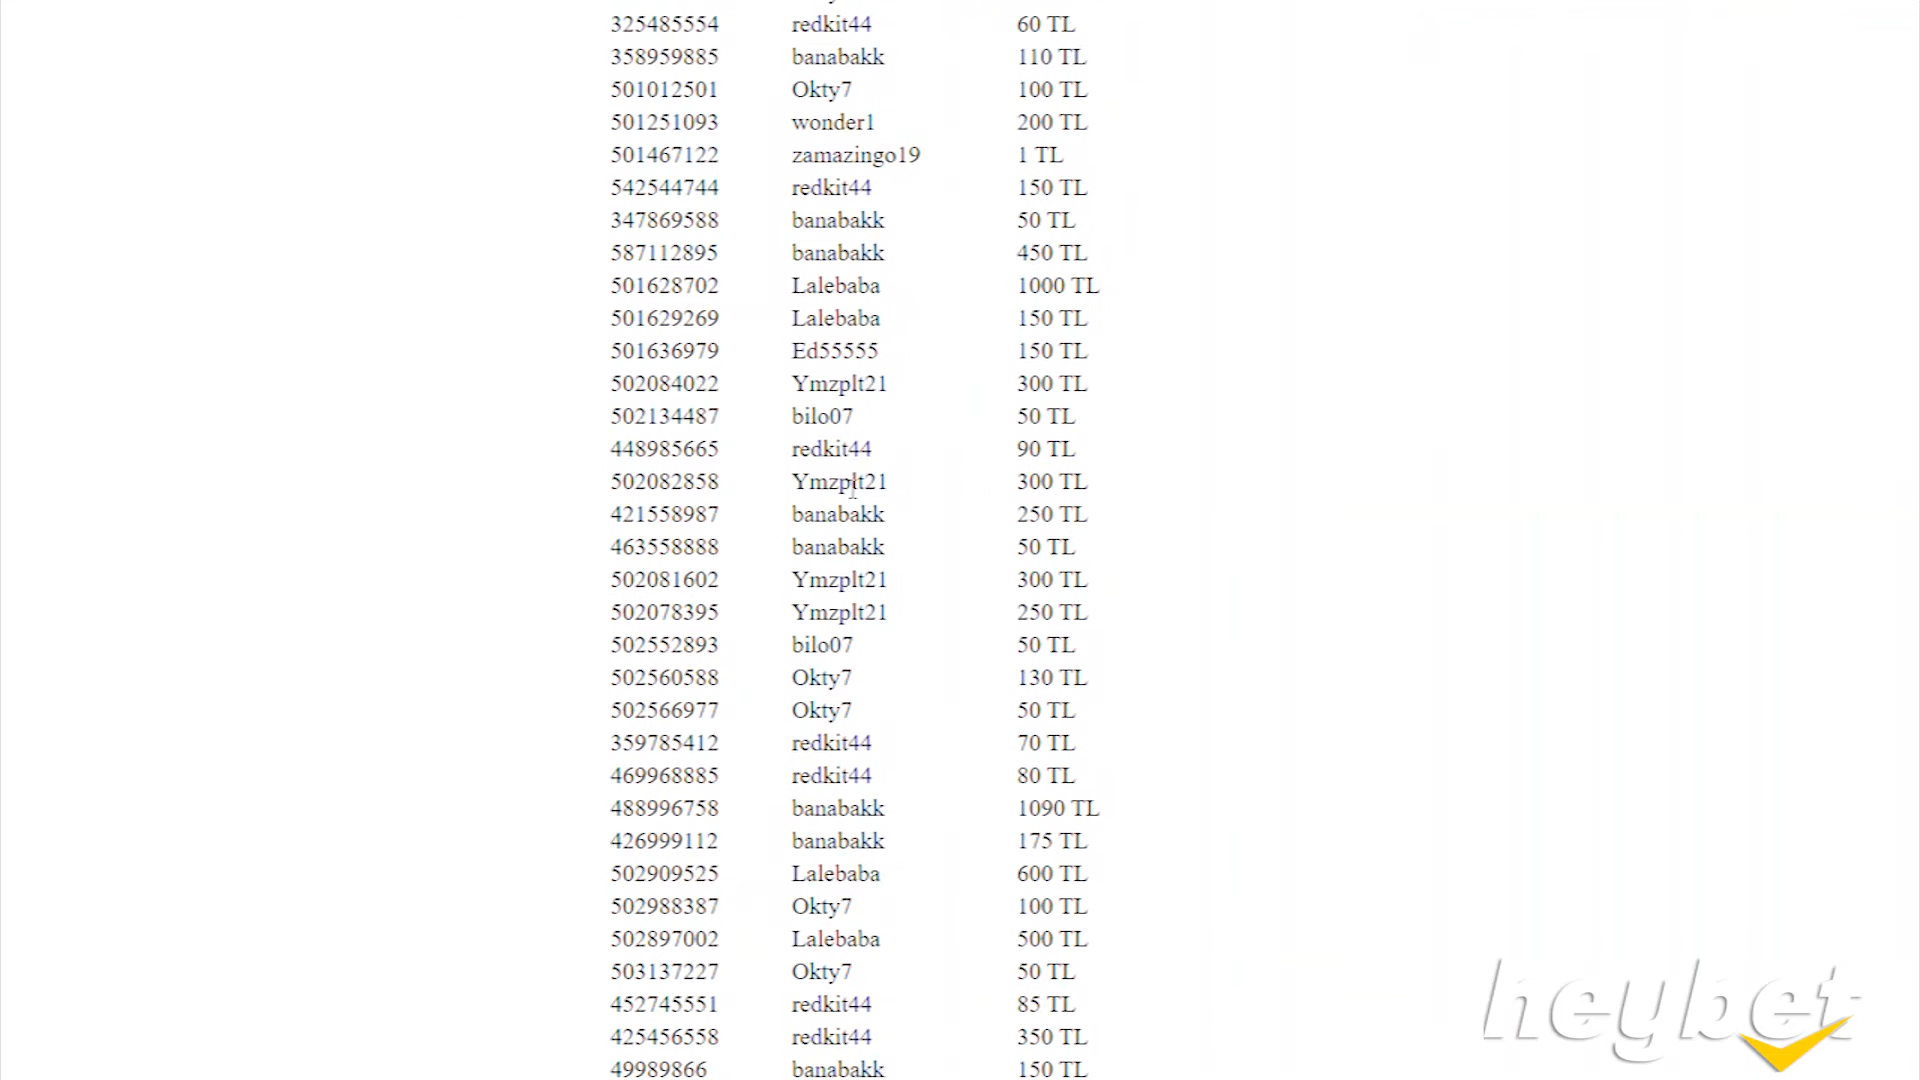 325485554 redkit44 60 TL
358959885 banabakk 110 TL
501012501 Okty7 100 TL
501251093 wonder1 200 TL
501467122 zamazingo19 1 TL
542544744 redkit44 150 TL
347869588 banabakk 50 TL
587112895 banabakk 450 TL
501628702 Lalebaba 1000 TL
501629269 Lalebaba 150 TL
501636979 Ed55555 150 TL
502084022 Ymzplt21 300 TL
502134487 bilo07 50 TL
448985665 redkit44 90 TL
502082858 Ymzplt21 300 TL
421558987 banabakk 250 TL
463558888 banabakk 50 TL
502081602 Ymzplt21 300 TL
502078395 Ymzplt21 250 TL
502552893 bilo07 50 TL
502560588 Okty7 130 TL
502566977 Okty7 50 TL
359785412 redkit44 70 TL
469968885 redkit44 80 TL
488996758 banabakk 1090 TL
426999112 banabakk 175 TL
502909525 Lalebaba 600 TL
502988387 Okty7 100 TL
502897002 Lalebaba 500 TL
503137227 Okty7 50 TL
452745551 redkit44 85 TL
425456558 redkit44 350 TL
49989866 banabakk 150 TL
heybet